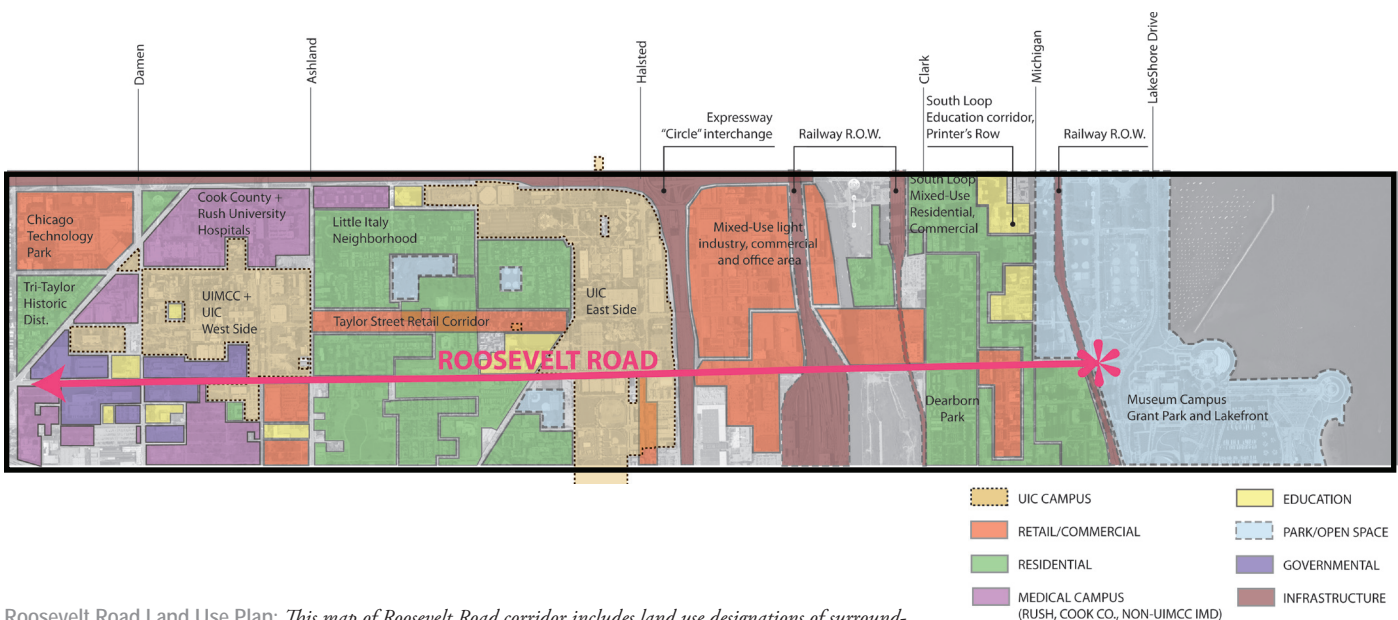 Damen
Ashland
Halsted
Clark
Michigan
LakeShore Drive
Expressway
"Circle" interchange
Railway R.O.W.
South Loop
Education corridor,
Printer's Row
Railway R.O.W.
Chicago
Technology
Park
Cook County +
Rush University
Hospitals
Little Italy
Neighborhood
Mixed-Use light
industry, commercial
and office area
South Loop
Mixed-Use
Residential,
Commercial
Tri-Taylor
Historic
Dist.
UIMCC +
UIC
West Side
Taylor Street Retail Corridor
UIC
East Side
ROOSEVELT ROAD
Dearborn
Park
Museum Campus
Grant Park and Lakefront
UIC CAMPUS
RETAIL/COMMERCIAL
RESIDENTIAL
MEDICAL CAMPUS
(RUSH, COOK CO., NON-UIMCC IMD)
EDUCATION
PARK/OPEN SPACE
GOVERNMENTAL
INFRASTRUCTURE
Roosevelt Road Land Use Plan: This map of Roosevelt Road corridor includes land use designations of surround-